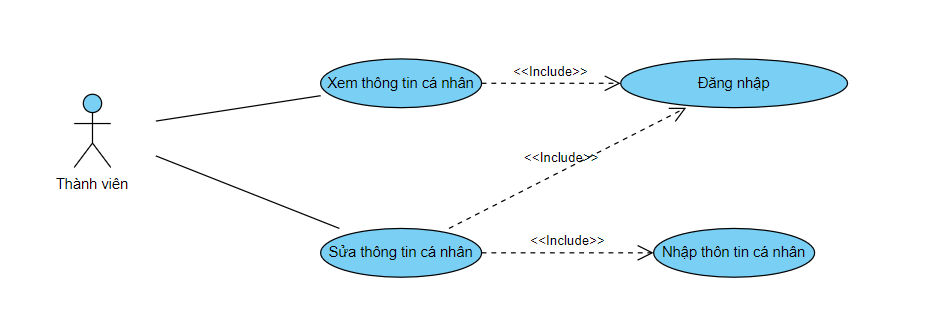 Xem thông tin cá nhân
<<Include>>
Đăng nhập
Thành viên
<<Include>>
Sửa thông tin cá nhân
<<Include>>
Nhập thôn tin cá nhân